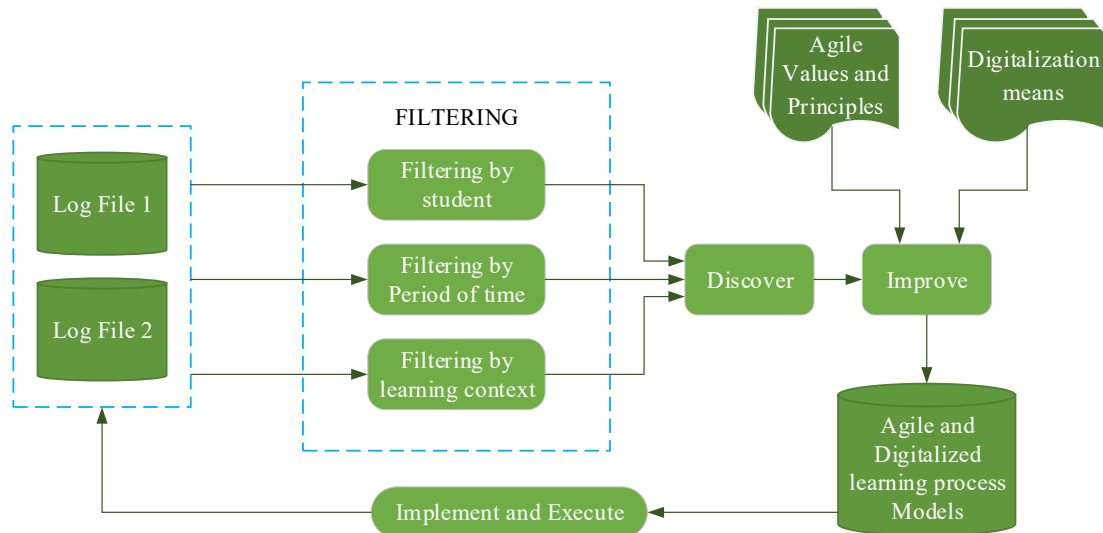 Agile
Values and
Principles
Digitalization
means
FILTERING
Log File 1
Log File 2
Filtering by
student
Filtering by
Period of time
Filtering by
learning context
Discover
Improve
Agile and
Digitalized
learning process
Models
Implement and Execute